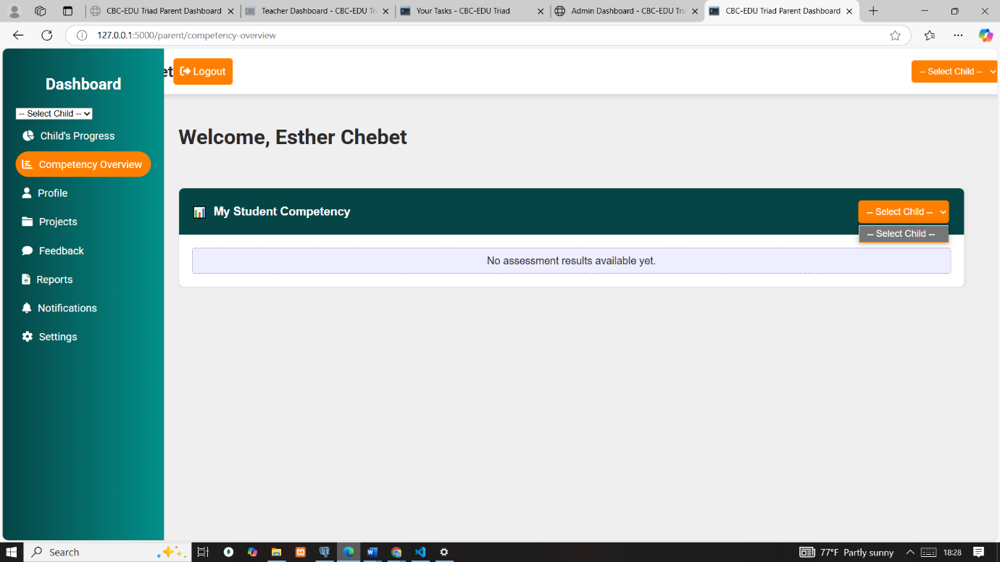 CBC-EDU Triad Parent Dashboard
Teacher Dashboard - CBC-EDU Tri
Your Tasks - CBC-EDU Triad
Admin Dashboard - CBC-EDU Tria
CBC-EDU Triad Parent Dashboard
127.0.0.1:5000/parent/competency-overview
Dashboard
-- Select Child --
Child's Progress
Competency Overview
Profile
Projects
Feedback
Reports
Notifications
Settings
et
Logout
-- Select Child --
Welcome, Esther Chebet
My Student Competency
-- Select Child --
-- Select Child --
No assessment results available yet.
Search
77°F Partly sunny
18:28